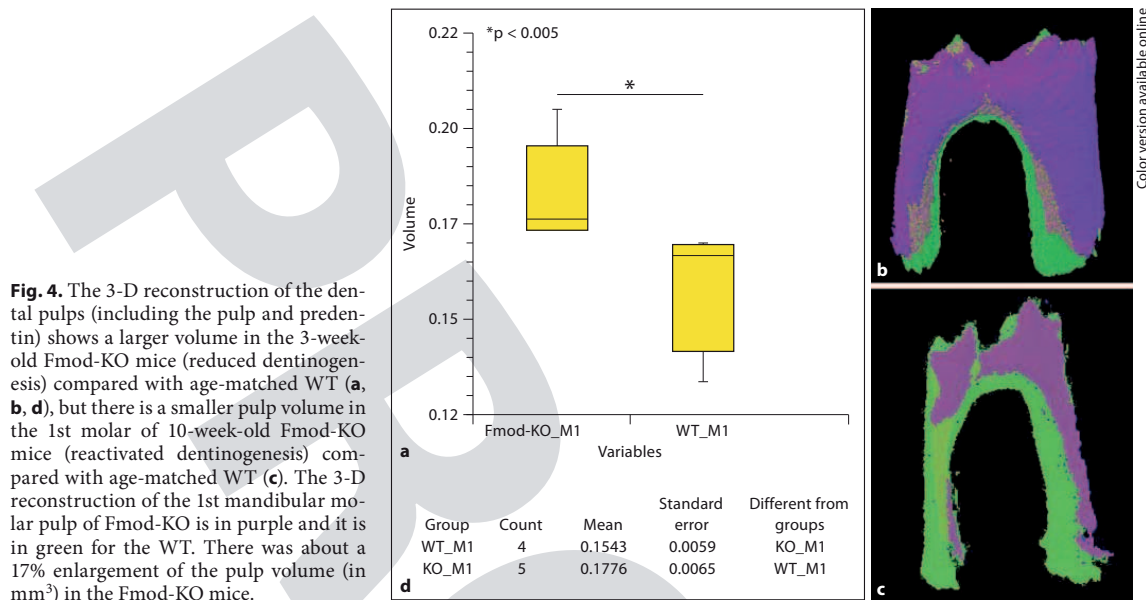 Fig. 4. The 3-D reconstruction of the den-
tal pulps (including the pulp and preden-
tin) shows a larger volume in the 3-week-
old Fmod-KO mice (reduced dentinogen-
esis) compared with age-matched WT (a,
b, d), but there is a smaller pulp volume in
the 1st molar of 10-week-old Fmod-KO
mice (reactivated dentinogenesis) com-
pared with age-matched WT (c). The 3-D
reconstruction of the 1st mandibular mo-
lar pulp of Fmod-KO is in purple and it is
in green for the WT. There was about a
17% enlargement of the pulp volume (in
mm³) in the Fmod-KO mice.
*p < 0.005
*
Volume
0.22
0.20
0.17
0.15
0.12
Fmod-KO_M1 WT_M1
Variables
a
Group Count Mean Standard error Different from groups
WT_M1 4 0.1543 0.0059 KO_M1
KO_M1 5 0.1776 0.0065 WT_M1
d
b
c
Color version available online